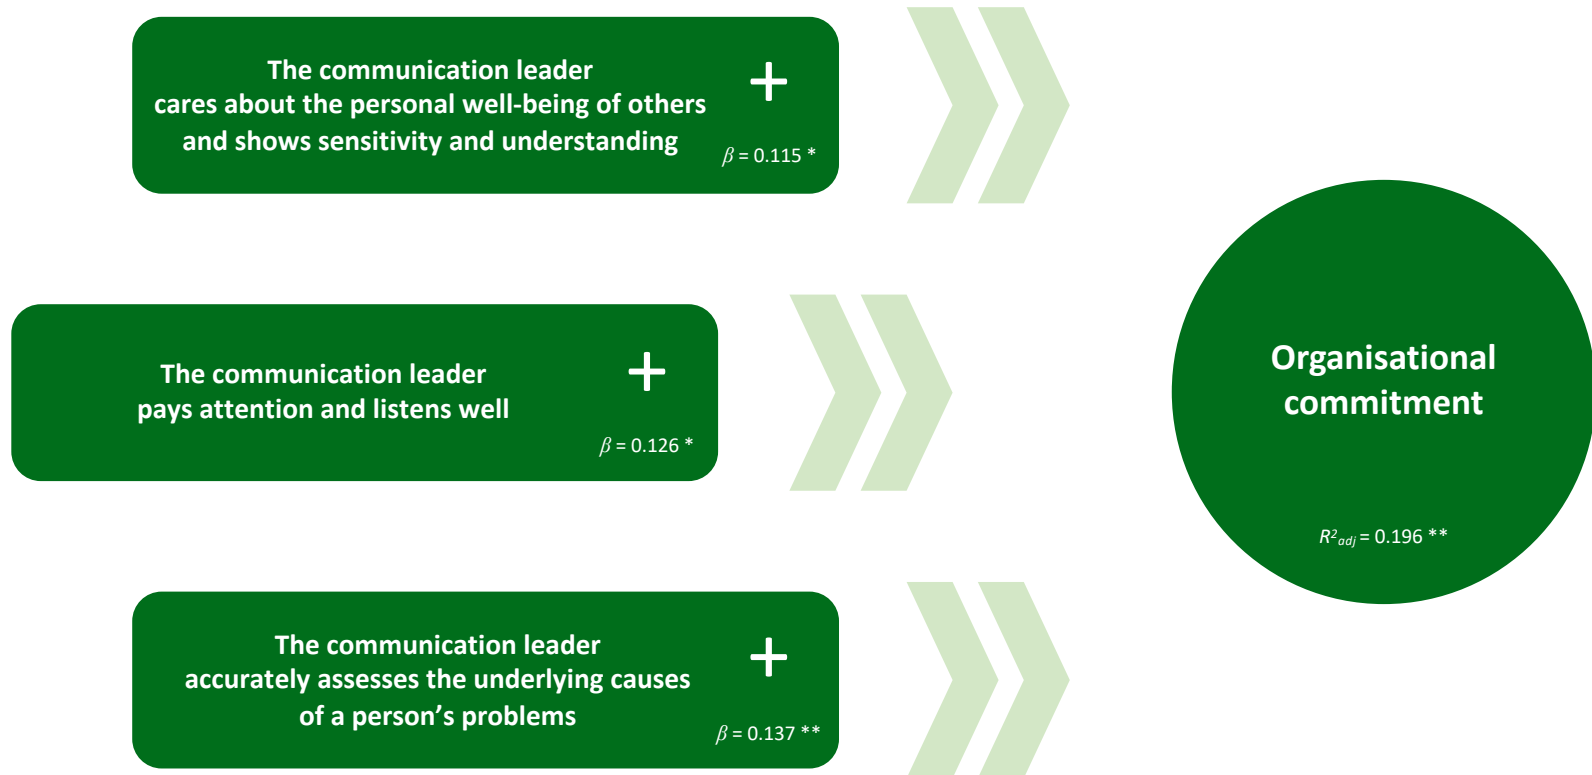 The communication leader
cares about the personal well-being of others
and shows sensitivity and understanding
+
β = 0.115 *
The communication leader
pays attention and listens well
+
β = 0.126 *
The communication leader
accurately assesses the underlying causes
of a person’s problems
+
β = 0.137 **
Organisational
commitment
R²adj = 0.196 **